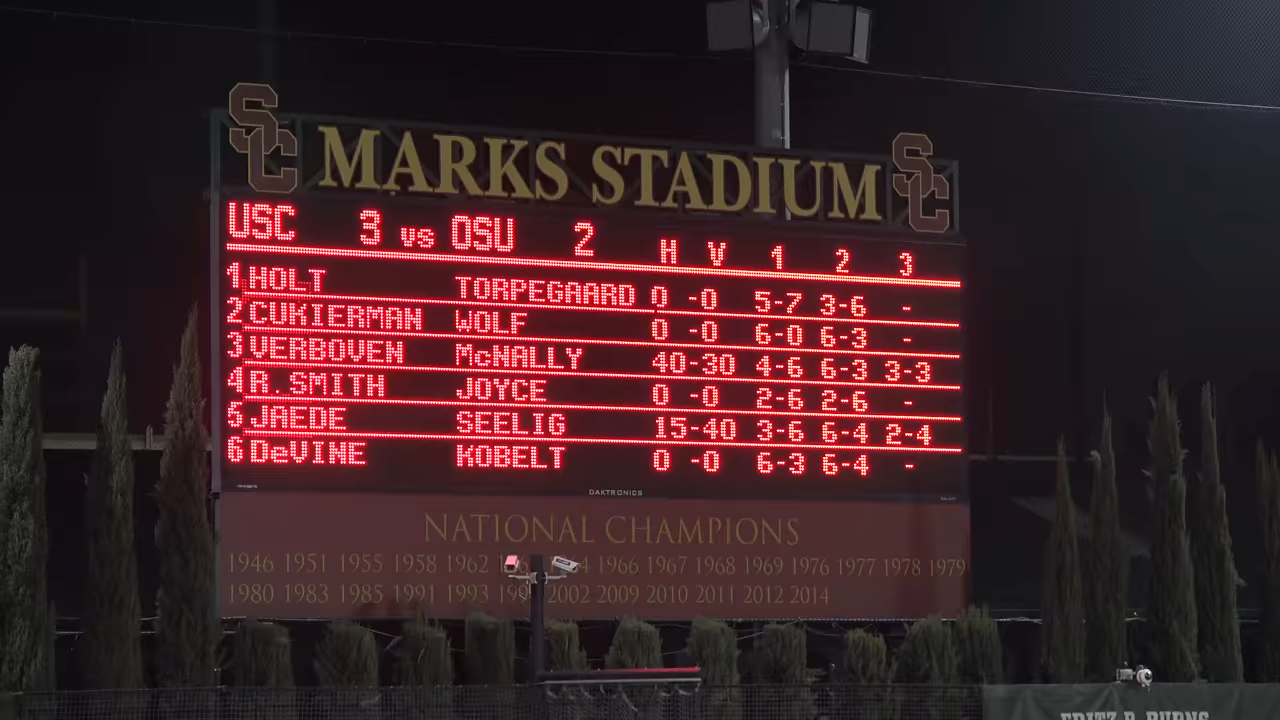 SC MARKS STADIUM SC
USC 3 vs OSU 2 H V 1 2 3
1 HOLT TORPEGAARD 0 -0 5-7 3-6 -
2 CUKIERMAN WOLF 0 -0 6-0 6-3 -
3 VERBOVEN McNALLY 40-30 4-6 6-3 3-3
4 R.SMITH JOYCE 0 -0 2-6 2-6 -
5 JAEDE SEELIG 15-40 3-6 6-4 2-4
6 DeVINE KOBELT 0 -0 6-3 6-4 -
DAKTRONICS
NATIONAL CHAMPIONS
1946 1951 1955 1958 1962 1966 1967 1968 1969 1976 1977 1978 1979
1980 1983 1985 1991 1993 2002 2009 2010 2011 2012 2014
FRITZ B. BURNS